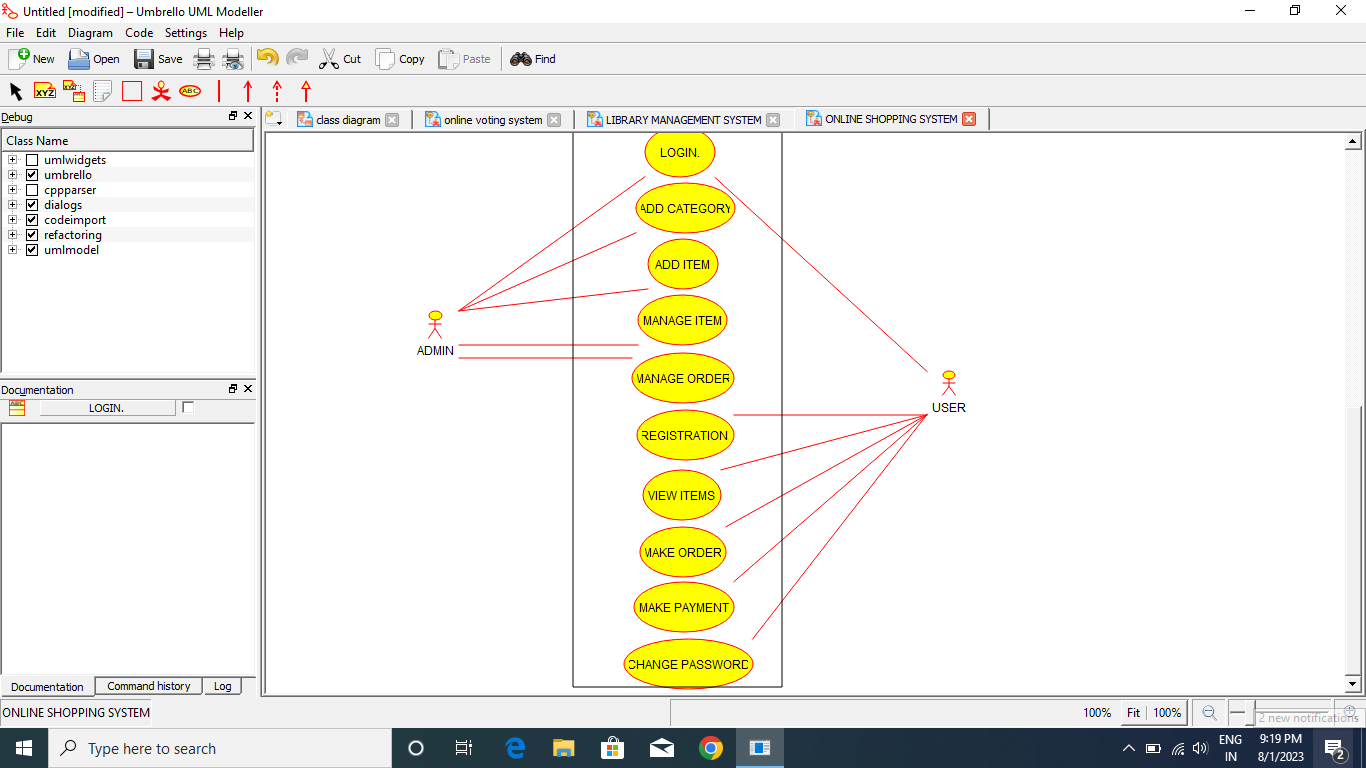 Untitled [modified] – Umbrello UML Modeller
File Edit Diagram Code Settings Help
New Open Save Cut Copy Paste Find
XYZ XYZ ABC
Debug
class diagram online voting system LIBRARY MANAGEMENT SYSTEM ONLINE SHOPPING SYSTEM
Class Name
umlwidgets
umbrello
cppparser
dialogs
codeimport
refactoring
umlmodel
Documentation
ABC LOGIN.
Documentation Command history Log
LOGIN.
ADD CATEGORY
ADD ITEM
MANAGE ITEM
ADMIN
MANAGE ORDER
USER
REGISTRATION
VIEW ITEMS
MAKE ORDER
MAKE PAYMENT
CHANGE PASSWORD
ONLINE SHOPPING SYSTEM
100% Fit 100%
2 new notifications
Type here to search
ENG
IN
9:19 PM
8/1/2023
2